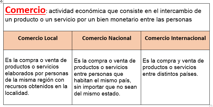 Comercio: actividad económica que consiste en el intercambio de
un producto o un servicio por un bien monetario entre las personas
Comercio Local
Comercio Nacional
Comercio Internacional
Es la compra o venta de
productos o servicios
elaborados por personas
de la misma región con
recursos obtenidos en la
localidad.
Es la compra o venta de
productos o servicios
entre personas que
habitan el mismo país,
sin importar que no sean
del mismo estado.
Es la compra y venta de
productos o servicios
entre distintos países.